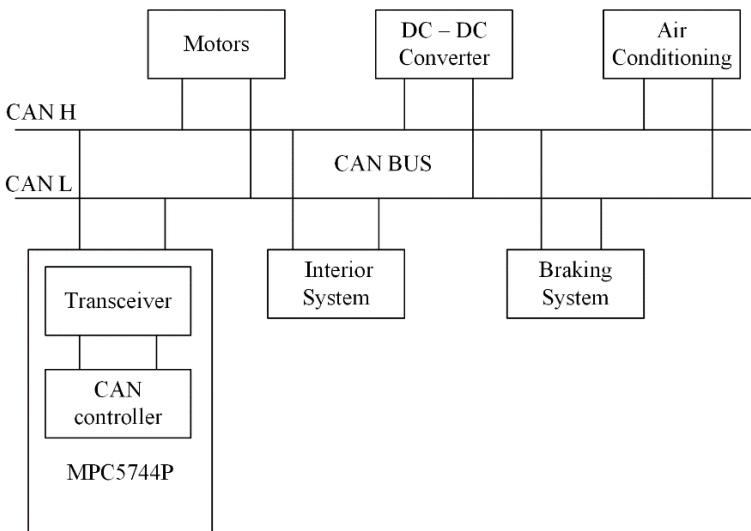 Motors
DC – DC
Converter
Air
Conditioning
CAN H
CAN BUS
CAN L
Interior
System
Braking
System
Transceiver
CAN
controller
MPC5744P